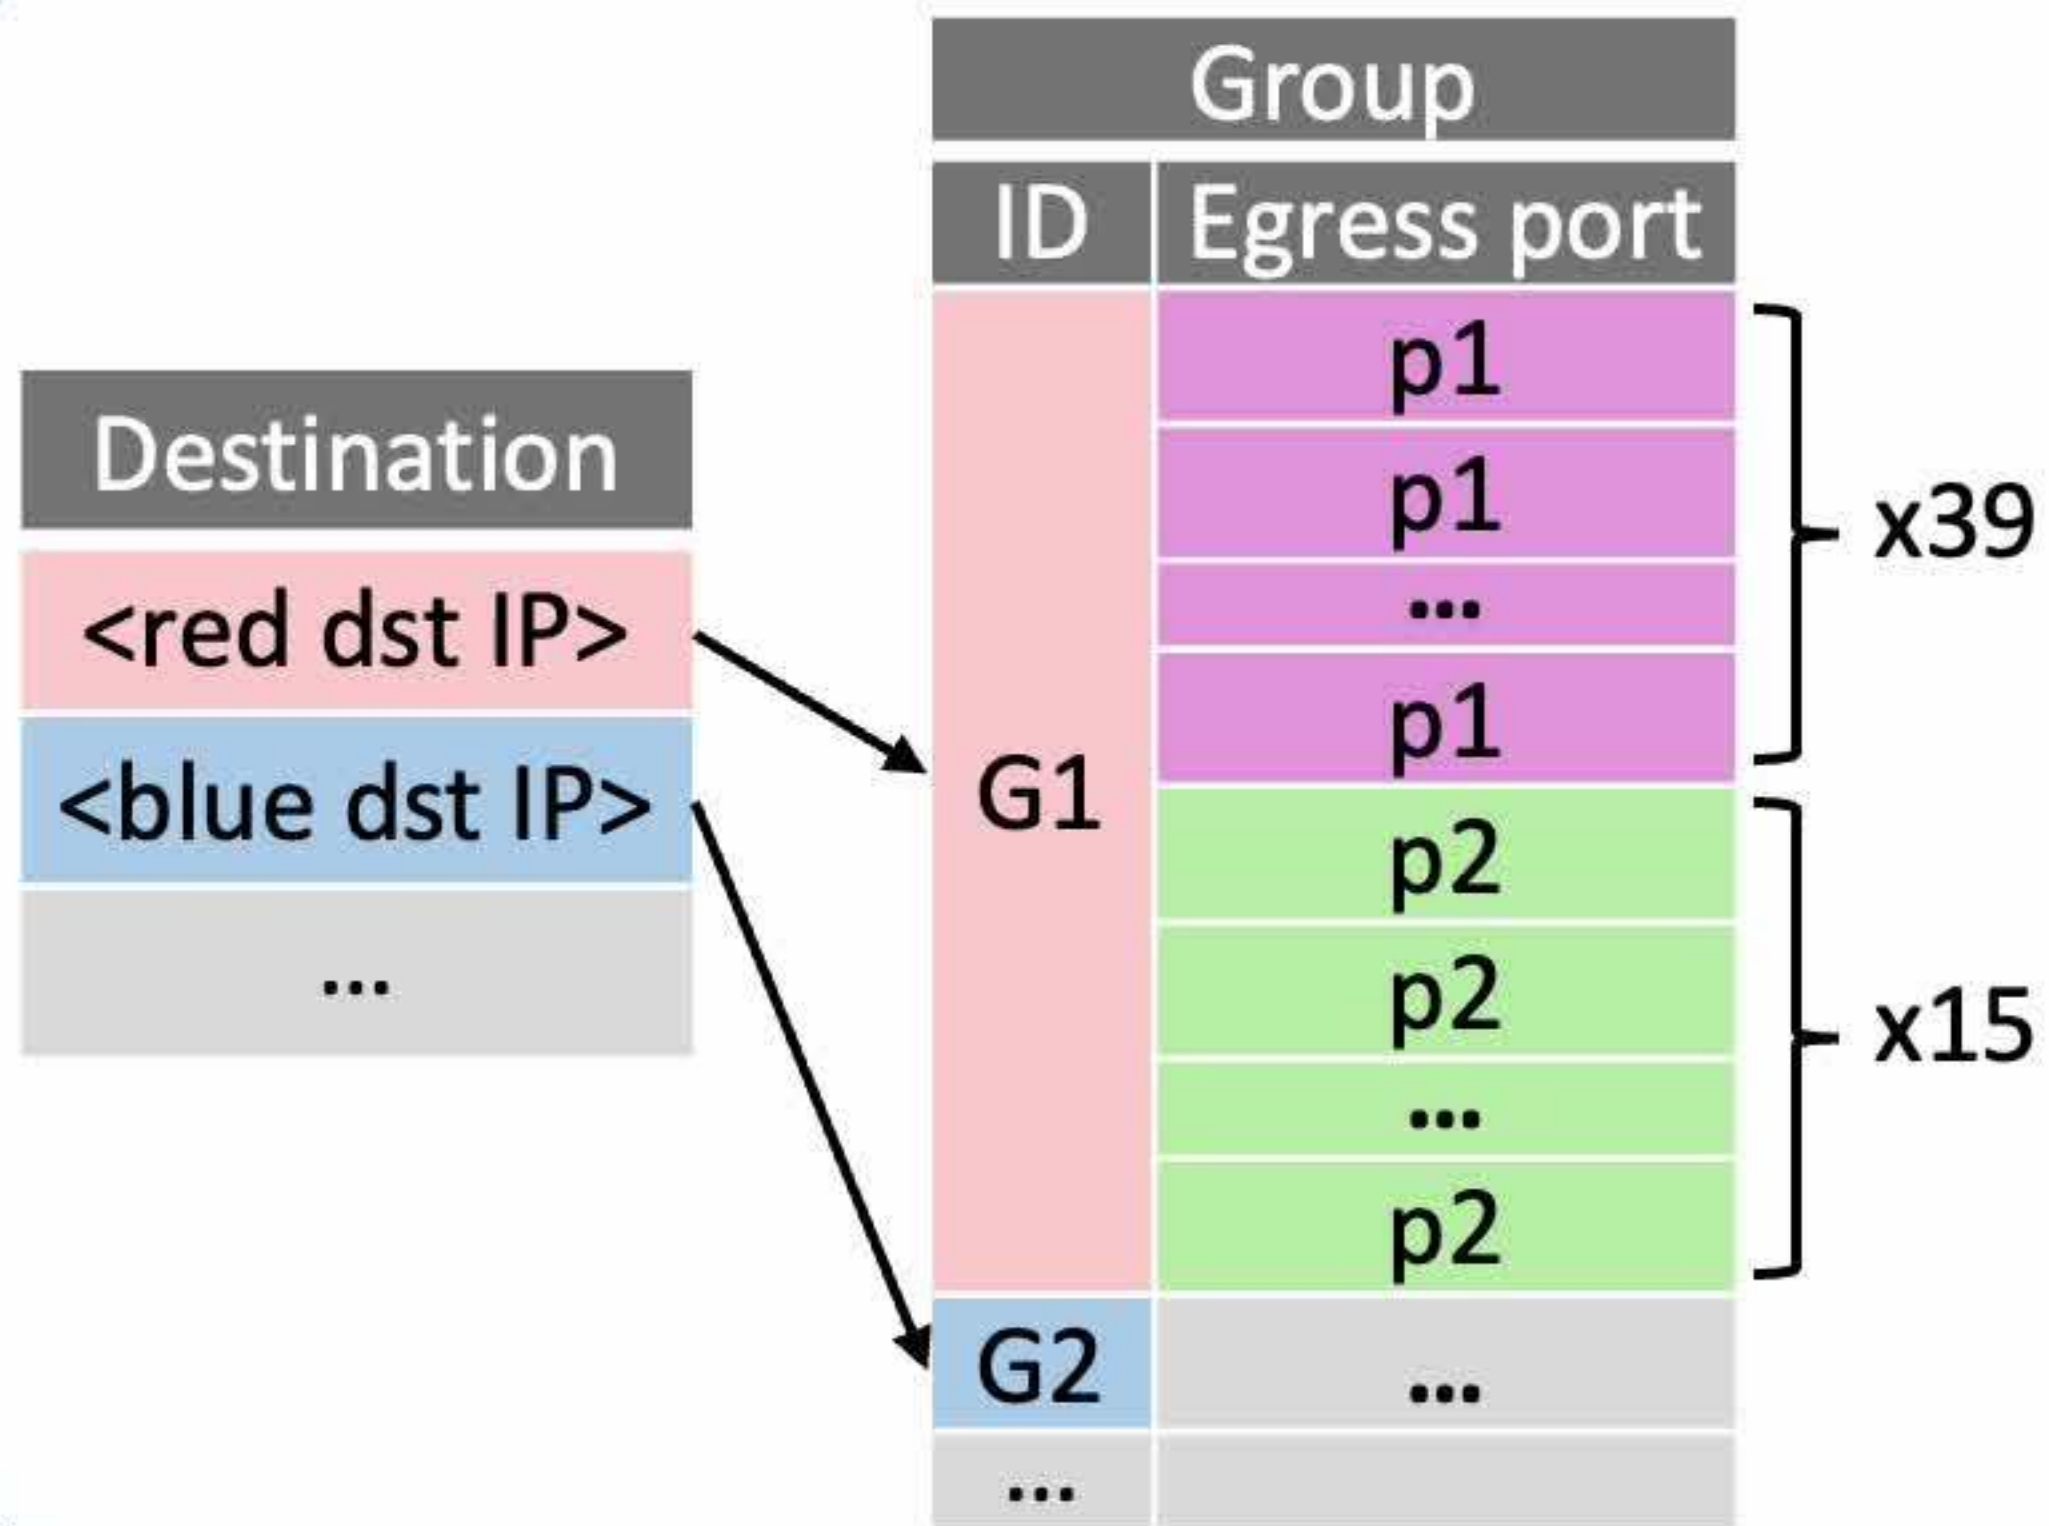 Destination
<red dst IP>
<blue dst IP>
...
Group
ID Egress port
G1
p1
p1
...
p1
x39
p2
p2
...
p2
x15
G2 ...
...